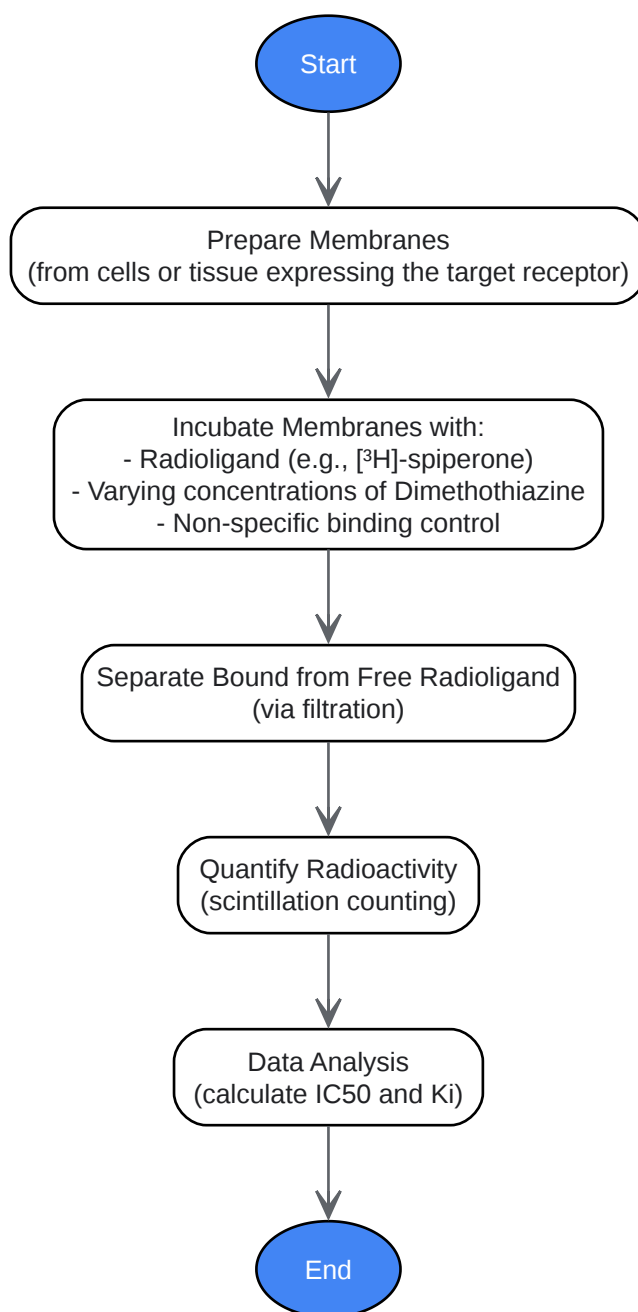 Start
Prepare Membranes
(from cells or tissue expressing the target receptor)
Incubate Membranes with:
- Radioligand (e.g., [³H]-spiperone)
- Varying concentrations of Dimethothiazine
- Non-specific binding control
Separate Bound from Free Radioligand
(via filtration)
Quantify Radioactivity
(scintillation counting)
Data Analysis
(calculate IC50 and Ki)
End